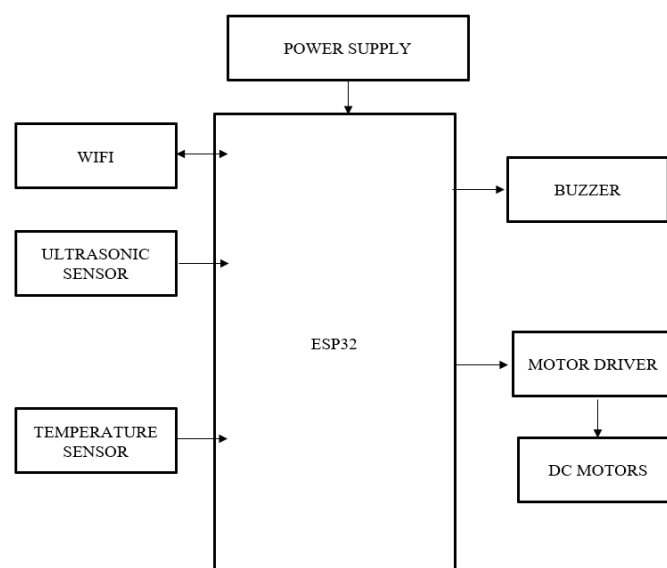 POWER SUPPLY
WIFI
BUZZER
ULTRASONIC
SENSOR
ESP32
MOTOR DRIVER
TEMPERATURE
SENSOR
DC MOTORS